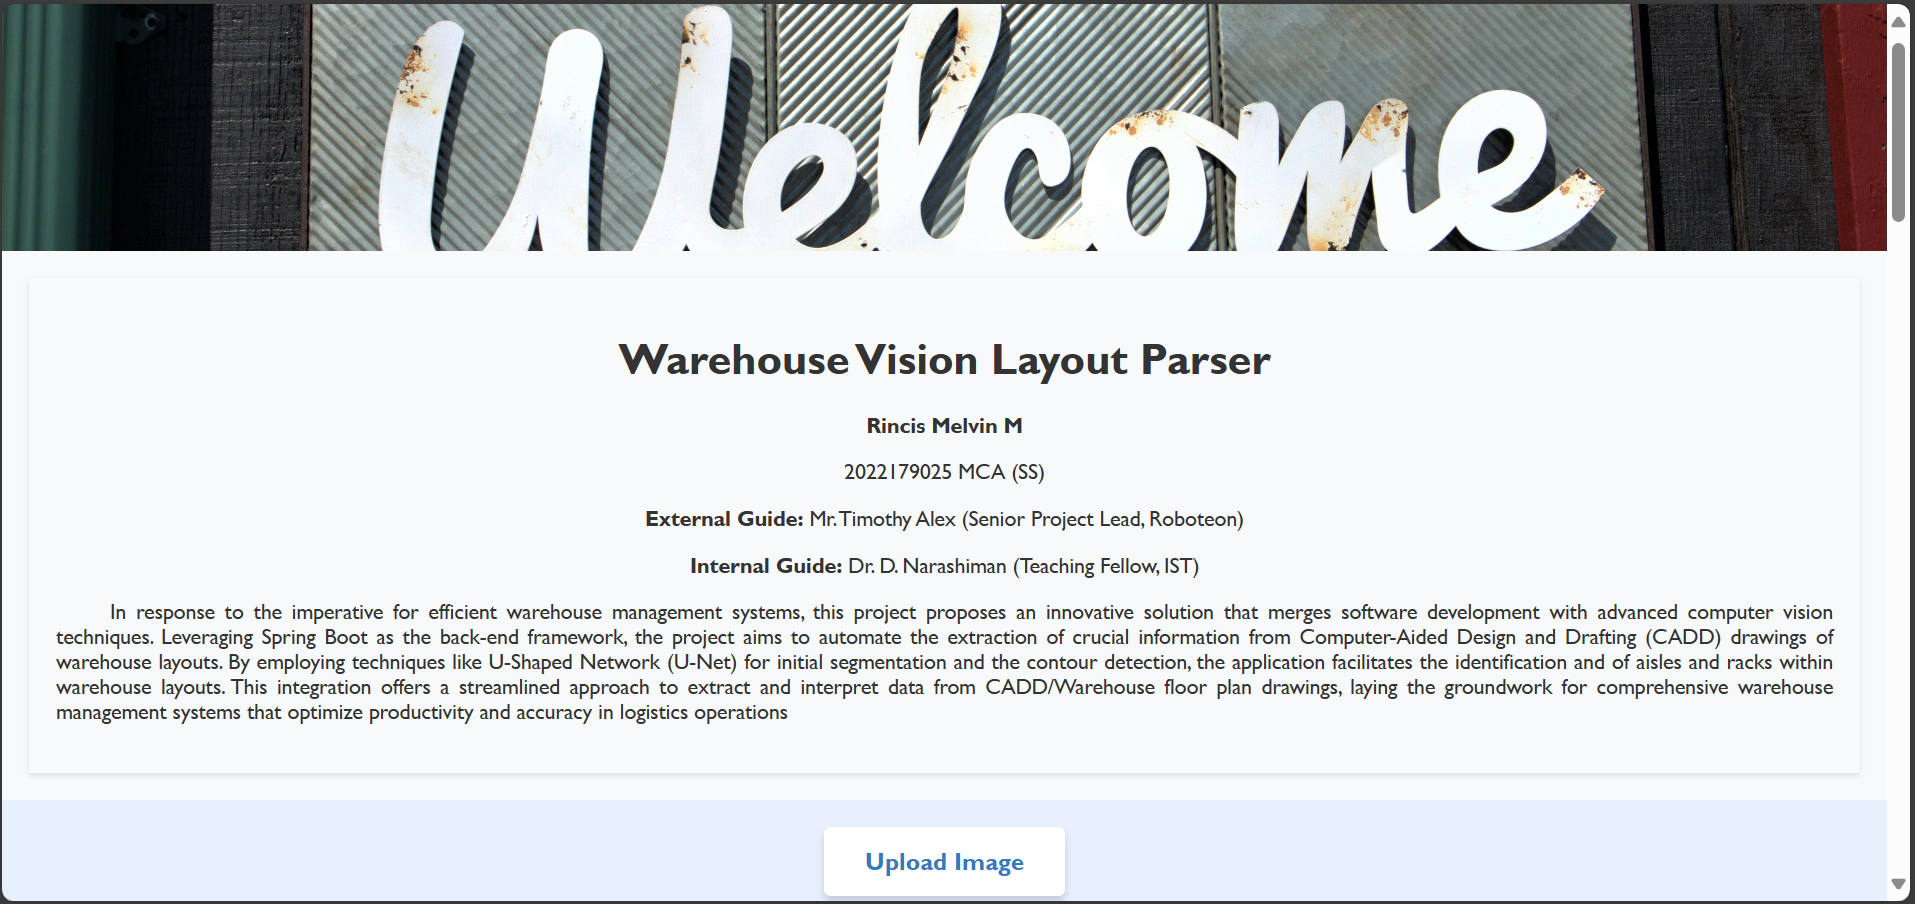 Welcome
Warehouse Vision Layout Parser
Rincis Melvin M
2022179025 MCA (SS)
External Guide: Mr. Timothy Alex (Senior Project Lead, Roboteon)
Internal Guide: Dr. D. Narashiman (Teaching Fellow, IST)
In response to the imperative for efficient warehouse management systems, this project proposes an innovative solution that merges software development with advanced computer vision
techniques. Leveraging Spring Boot as the back-end framework, the project aims to automate the extraction of crucial information from Computer-Aided Design and Drafting (CADD) drawings of
warehouse layouts. By employing techniques like U-Shaped Network (U-Net) for initial segmentation and the contour detection, the application facilitates the identification and of aisles and racks within
warehouse layouts. This integration offers a streamlined approach to extract and interpret data from CADD/Warehouse floor plan drawings, laying the groundwork for comprehensive warehouse
management systems that optimize productivity and accuracy in logistics operations
Upload Image